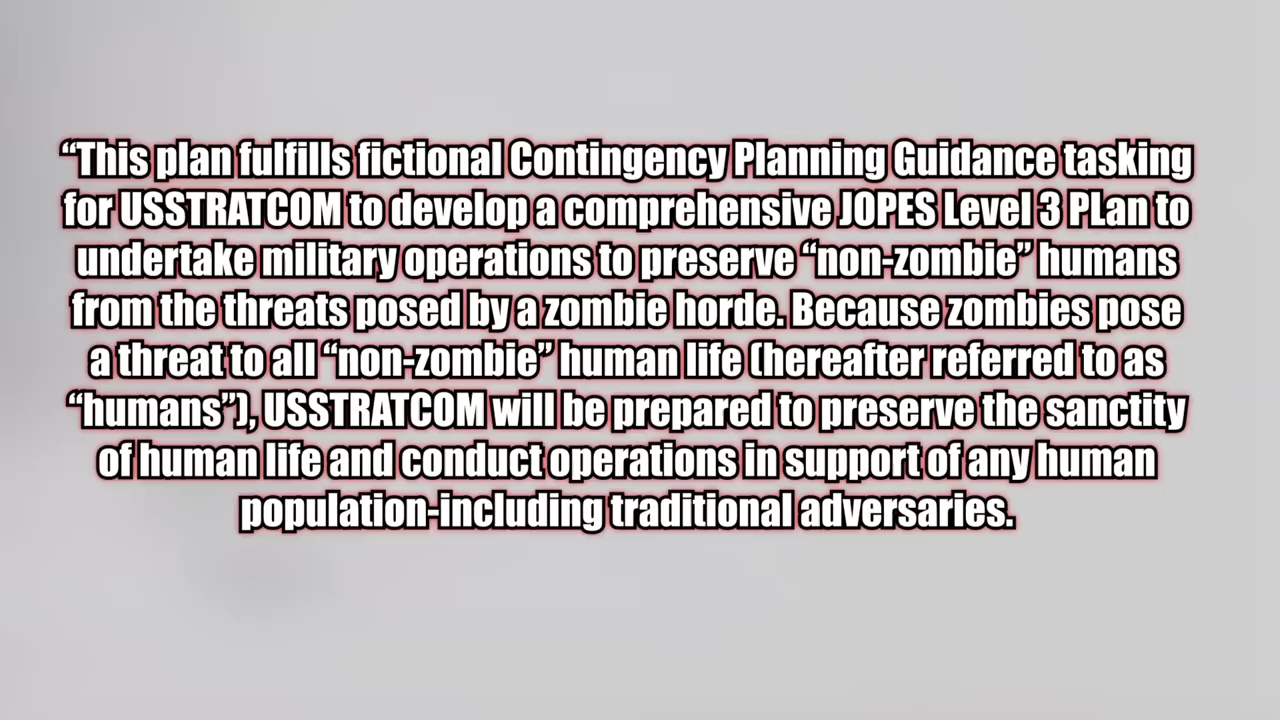 “This plan fulfills fictional Contingency Planning Guidance tasking
for USSTRATCOM to develop a comprehensive JOPES Level 3 PLan to
undertake military operations to preserve “non-zombie” humans
from the threats posed by a zombie horde. Because zombies pose
a threat to all “non-zombie” human life (hereafter referred to as
“humans”), USSTRATCOM will be prepared to preserve the sanctity
of human life and conduct operations in support of any human
population-including traditional adversaries.